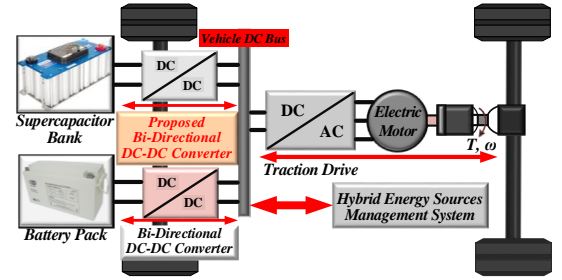 Vehicle DC Bus
DC
DC
Supercapacitor
Bank
Proposed
Bi-Directional
DC-DC Converter
DC
AC
Electric
Motor
T, ω
Traction Drive
DC
DC
Battery Pack
Bi-Directional
DC-DC Converter
Hybrid Energy Sources
Management System